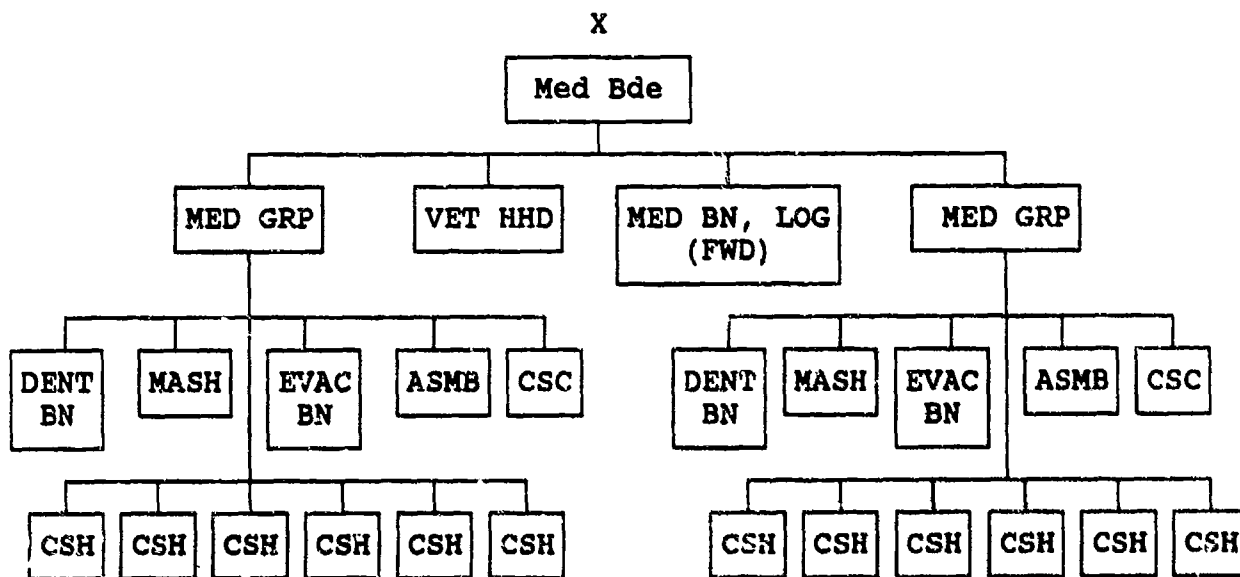 X
Med Bde
MED GRP VET HHD MED BN, LOG MED GRP
(FWD)
DENT MASH EVAC ASMB CSC DENT MASH EVAC ASMB CSC
BN BN BN BN
CSH CSH CSH CSH CSH CSH CSH CSH CSH CSH CSH CSH